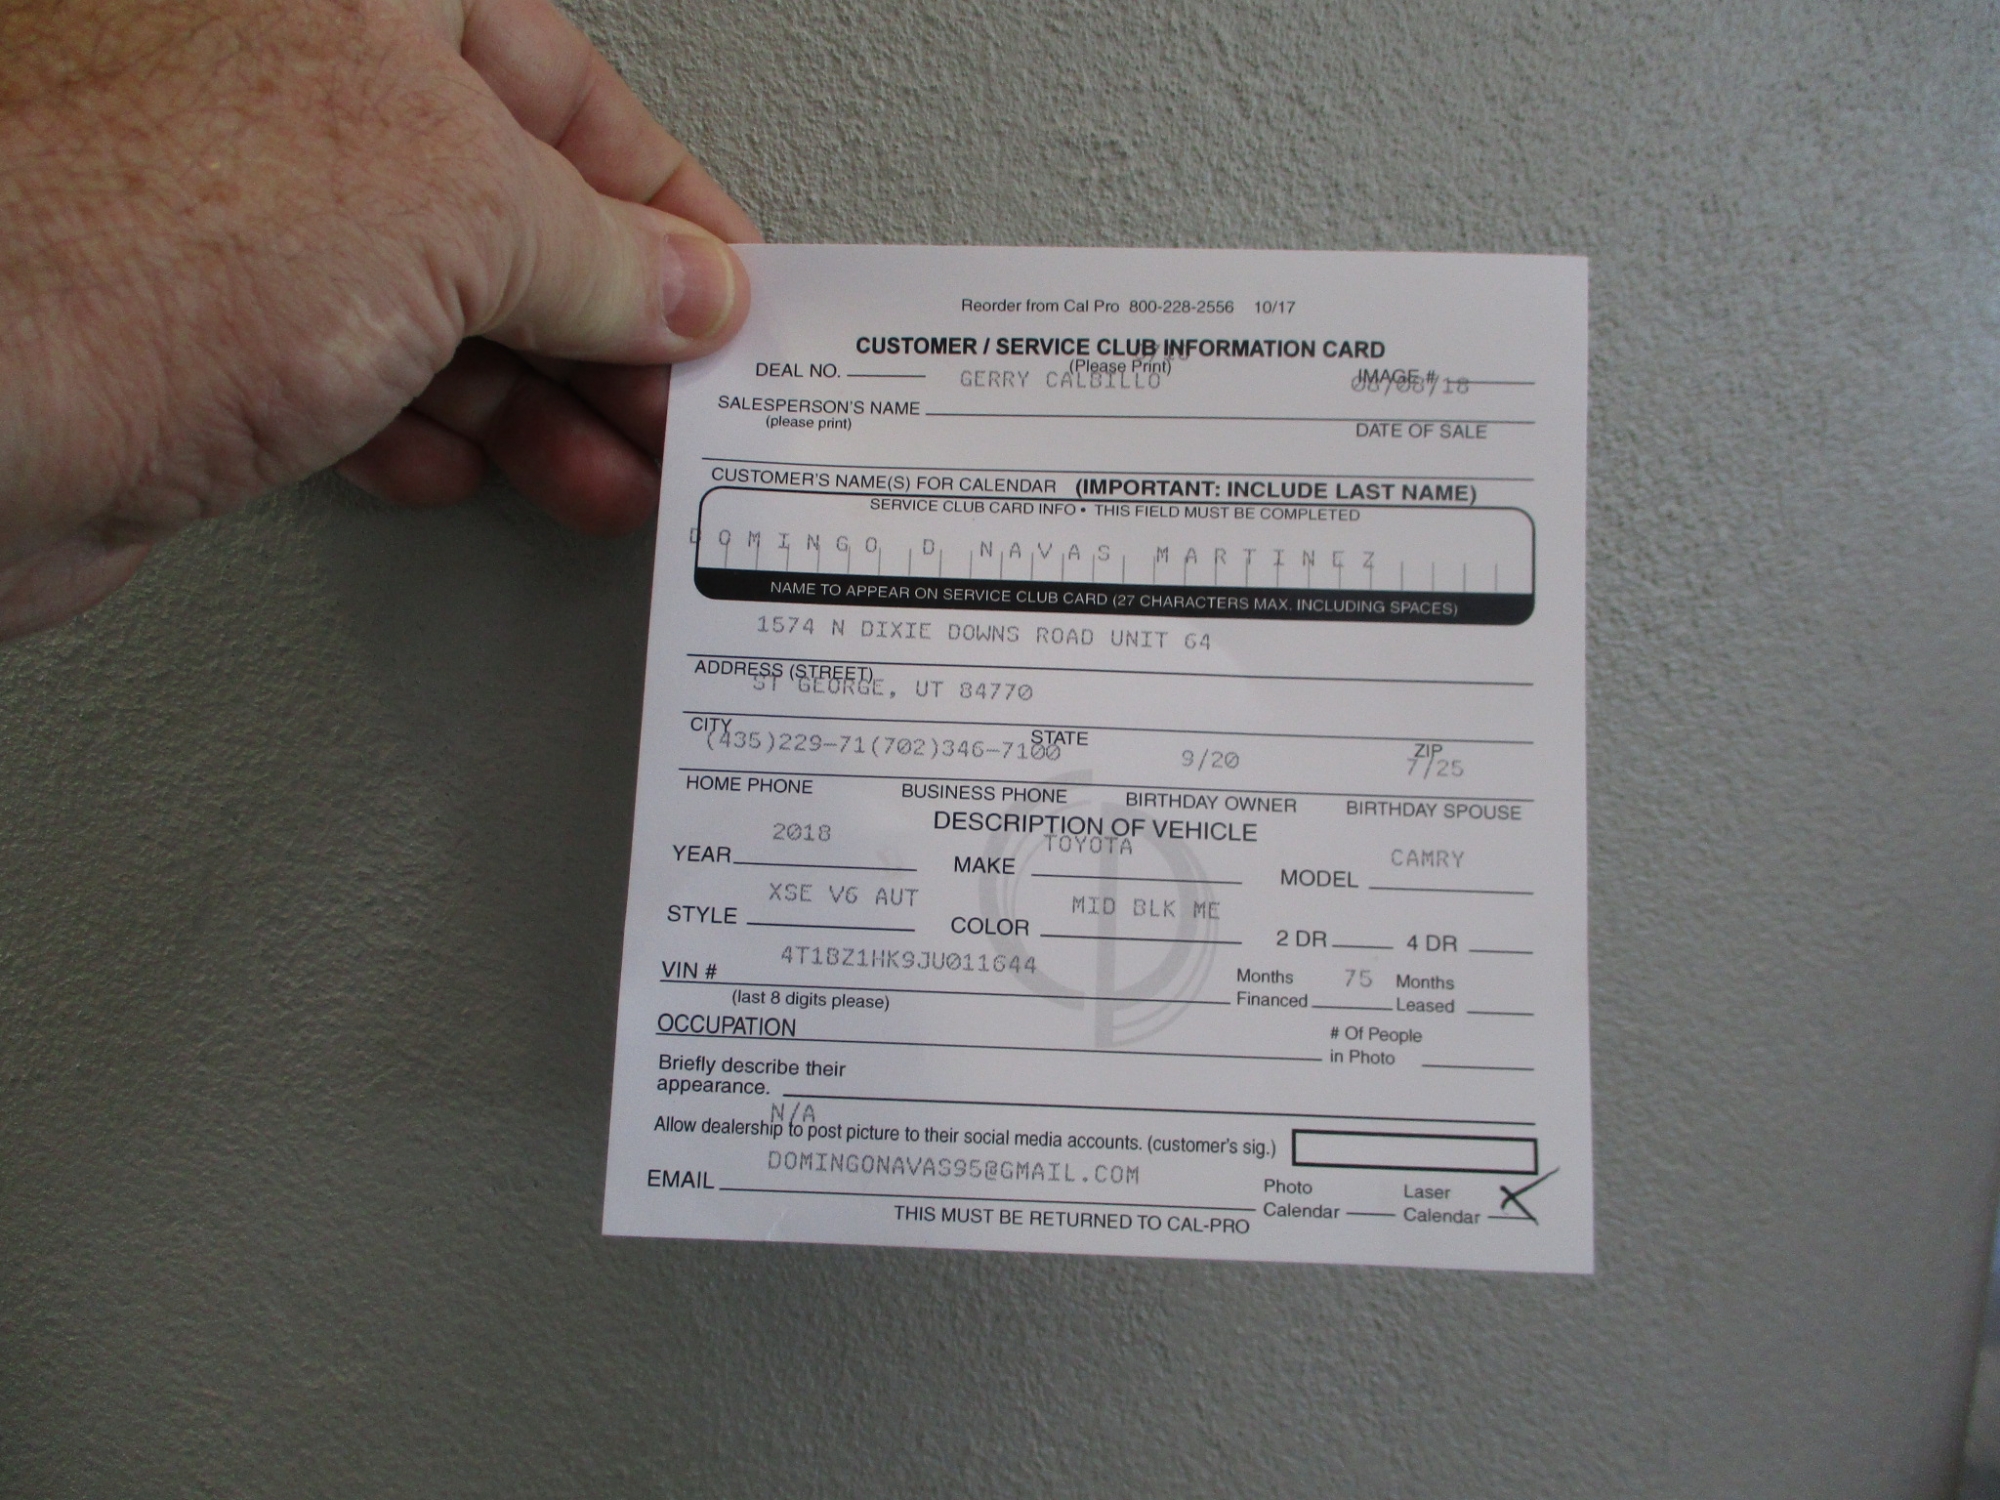 Reorder from Cal Pro 800-228-2556 10/17
CUSTOMER / SERVICE CLUB INFORMATION CARD
(Please Print)
DEAL NO. IMAGE #
GERRY CALBILLO 08/08/18
SALESPERSON'S NAME
(please print) DATE OF SALE
CUSTOMER'S NAME(S) FOR CALENDAR (IMPORTANT: INCLUDE LAST NAME)
SERVICE CLUB CARD INFO • THIS FIELD MUST BE COMPLETED
DOMINGO D NAVAS MARTINEZ
NAME TO APPEAR ON SERVICE CLUB CARD (27 CHARACTERS MAX. INCLUDING SPACES)
1574 N DIXIE DOWNS ROAD UNIT 64
ADDRESS (STREET)
ST GEORGE, UT 84770
CITY STATE ZIP
(435)229-71(702)346-7100 9/20 7/25
HOME PHONE BUSINESS PHONE BIRTHDAY OWNER BIRTHDAY SPOUSE
DESCRIPTION OF VEHICLE
2018 TOYOTA CAMRY
YEAR MAKE MODEL
XSE V6 AUT MID BLK ME
STYLE COLOR 2 DR 4 DR
4T1BZ1HK9JU011644
VIN # Months Financed 75 Months Leased
(last 8 digits please)
OCCUPATION # Of People in Photo
Briefly describe their
appearance.
N/A
Allow dealership to post picture to their social media accounts. (customer's sig.)
DOMINGONAVAS95@GMAIL.COM
EMAIL Photo Calendar Laser Calendar X
THIS MUST BE RETURNED TO CAL-PRO